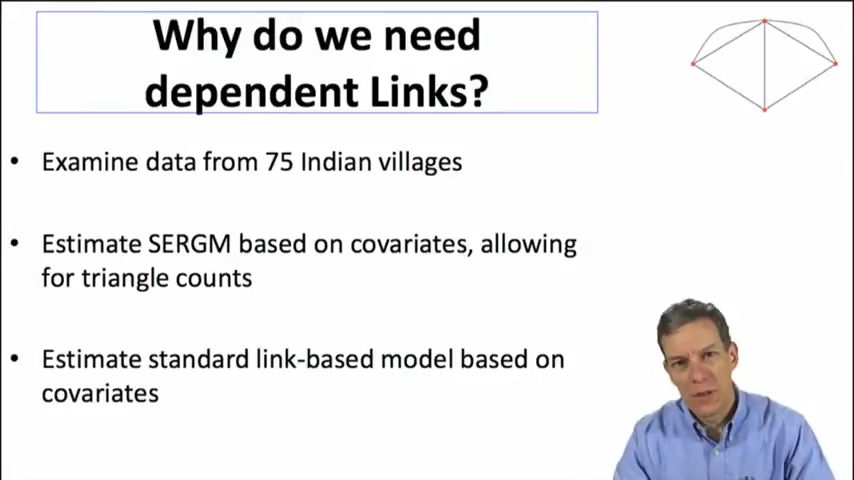 Why do we need
dependent Links?
• Examine data from 75 Indian villages
• Estimate SERGM based on covariates, allowing
for triangle counts
• Estimate standard link-based model based on
covariates